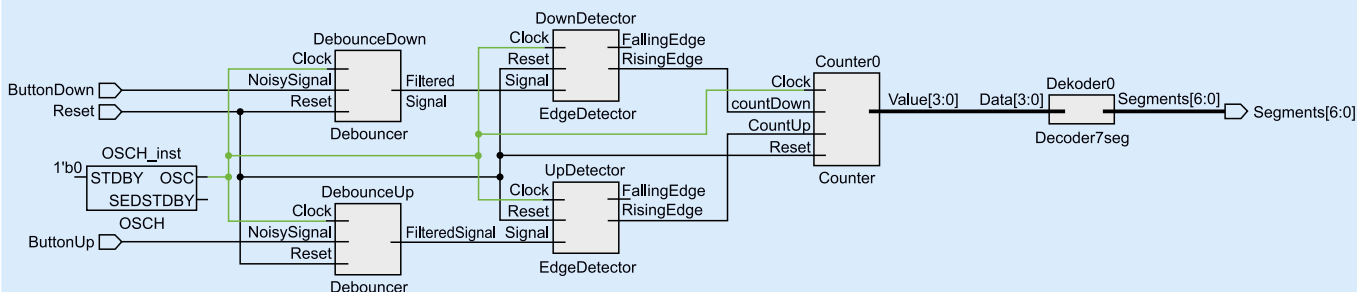 DownDetector
Clock
FallingEdge
Reset
RisingEdge
Signal
EdgeDetector
DebounceDown
Clock
NoisySignal
Reset
Filtered
Signal
Debouncer
ButtonDown
Reset
Counter0
Clock
countDown
CountUp
Reset
Counter
Value[3:0]
Data[3:0]
Dekoder0
Segments[6:0]
Decoder7seg
Segments[6:0]
OSCH_inst
1'b0
STDBY OSC
SEDSTDBY
OSCH
DebounceUp
Clock
NoisySignal
Reset
FilteredSignal
Debouncer
ButtonUp
UpDetector
Clock
FallingEdge
Reset
RisingEdge
Signal
EdgeDetector